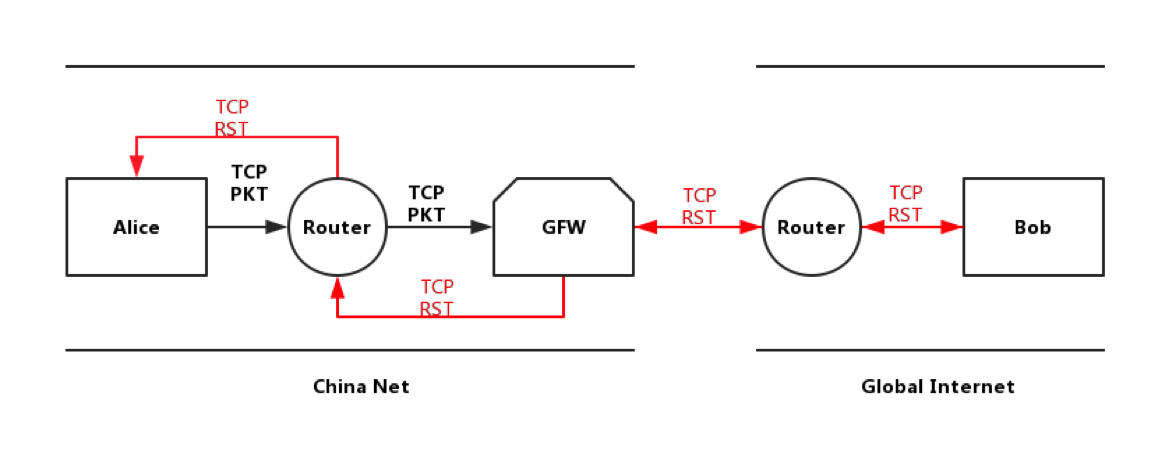 TCP
RST
TCP
PKT
TCP
PKT
TCP
RST
TCP
RST
Alice
Router
GFW
Router
Bob
TCP
RST
China Net
Global Internet